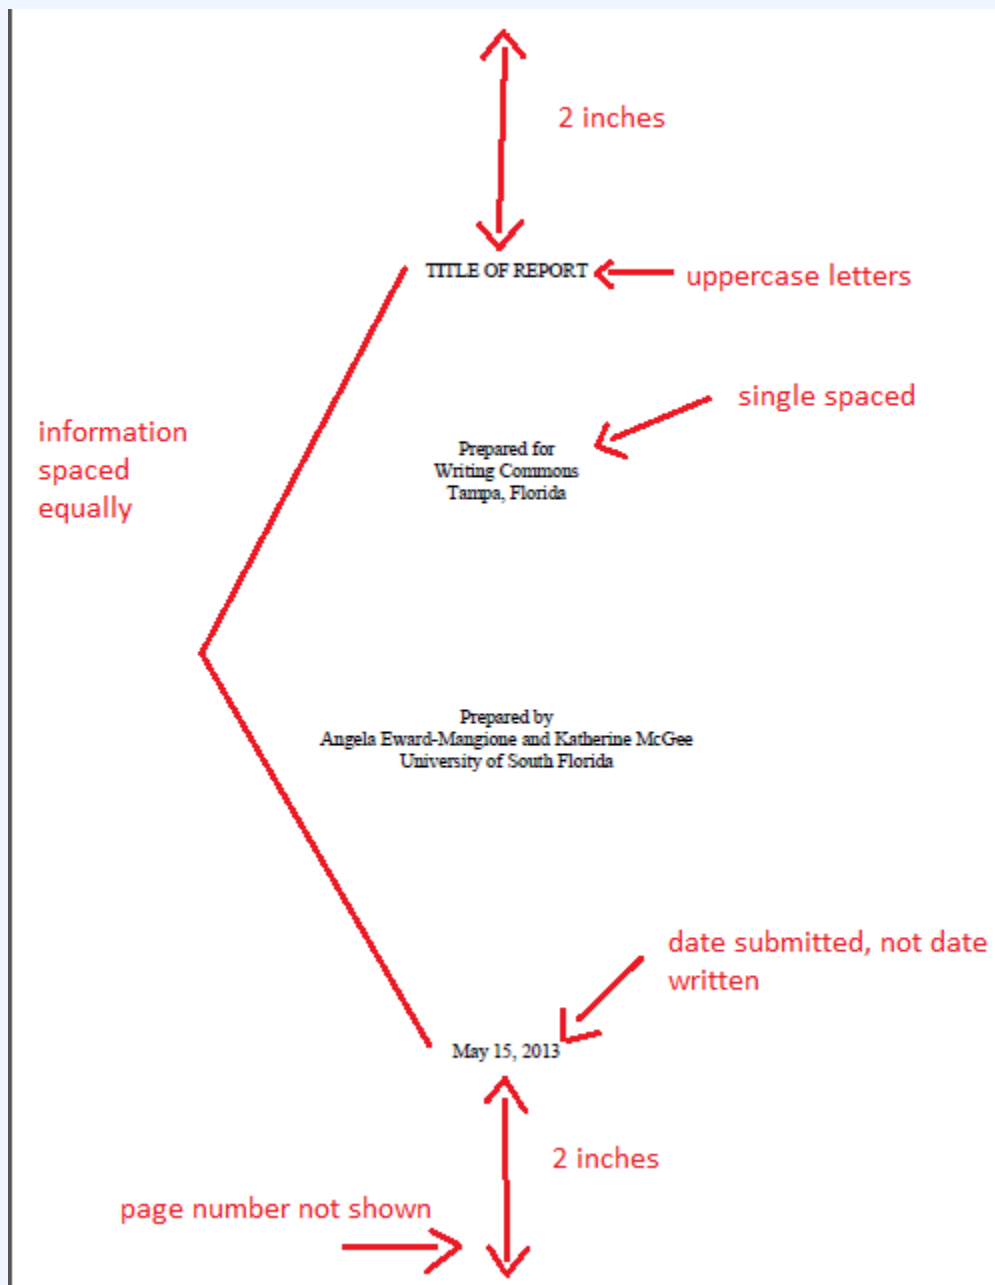 2 inches
TITLE OF REPORT
uppercase letters
single spaced
information
spaced
equally
Prepared for
Writing Commons
Tampa, Florida
Prepared by
Angela Eward-Mangione and Katherine McGee
University of South Florida
date submitted, not date
written
May 15, 2013
2 inches
page number not shown